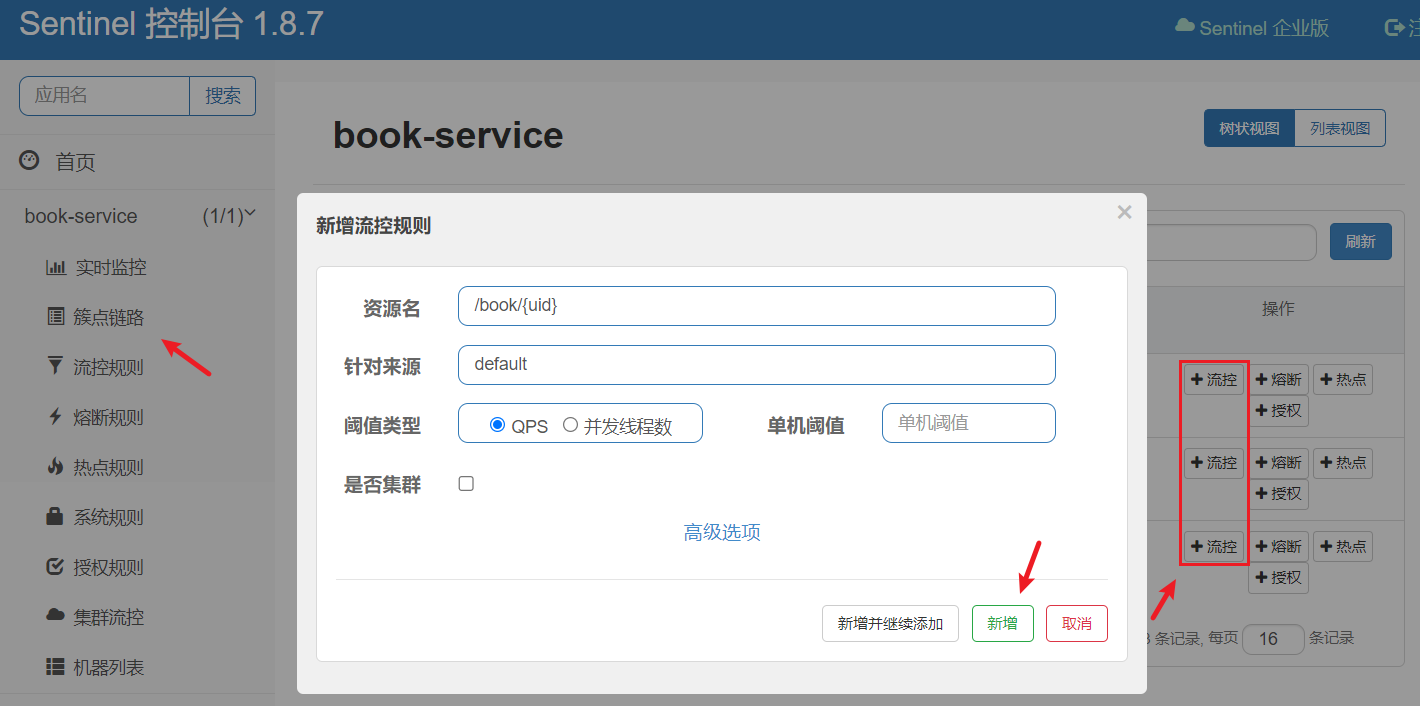 Sentinel 控制台 1.8.7
Sentinel 企业版
应用名 搜索
首页
book-service (1/1)
实时监控
簇点链路
流控规则
熔断规则
热点规则
系统规则
授权规则
集群流控
机器列表
book-service
树状视图 列表视图
刷新
操作
流控 熔断 热点
授权
流控 熔断 热点
授权
流控 熔断 热点
授权
条记录, 每页 16 条记录
新增流控规则
×
资源名 /book/{uid}
针对来源 default
阈值类型 QPS 并发线程数 单机阈值 单机阈值
是否集群
高级选项
新增并继续添加 新增 取消